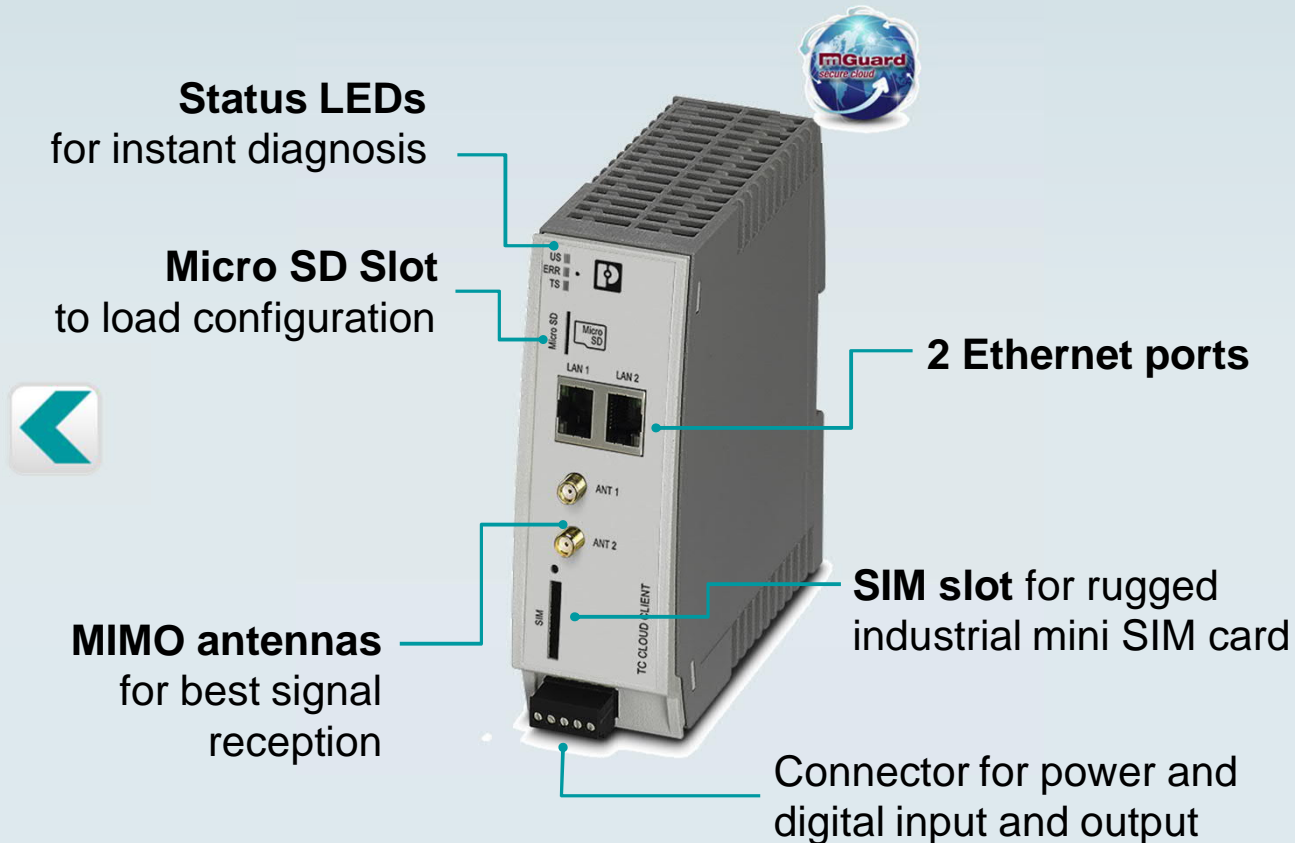 mGuard
secure cloud
Status LEDs
for instant diagnosis
Micro SD Slot
to load configuration
US
ERR
TS
Micro SD
Micro
SD
LAN 1
LAN 2
2 Ethernet ports
ANT 1
ANT 2
SIM
TC CLOUD CLIENT
MIMO antennas
for best signal
reception
SIM slot for rugged
industrial mini SIM card
Connector for power and
digital input and output